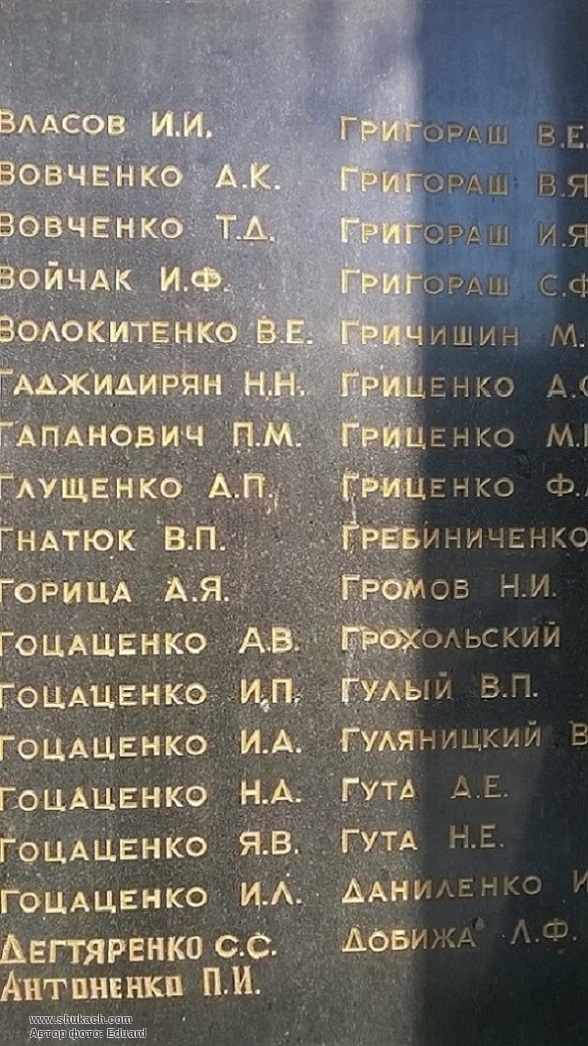 ВЛАСОВ И.И.
ВОВЧЕНКО А.К.
ВОВЧЕНКО Т.Д.
ВОЙЧАК И.Ф.
ВОЛОКИТЕНКО В.Е.
ГАДЖИДИРЯН Н.Н.
ГАПАНОВИЧ П.М.
ГЛУЩЕНКО А.П.
ГНАТЮК В.П.
ГОРИЦА А.Я.
ГОЦАЦЕНКО А.В.
ГОЦАЦЕНКО И.П.
ГОЦАЦЕНКО И.А.
ГОЦАЦЕНКО Н.А.
ГОЦАЦЕНКО Я.В.
ГОЦАЦЕНКО И.Л.
ДЕГТЯРЕНКО С.С.
АНТОНЕНКО П.И.
ГРИГОРАШ В.Е.
ГРИГОРАШ В.Я
ГРИГОРАШ И.Я
ГРИГОРАШ С.Ф
ГРИЧИШИН М.
ГРИЦЕНКО А.
ГРИЦЕНКО М.
ГРИЦЕНКО Ф.
ГРЕБИНИЧЕНКО
ГРОМОВ Н.И.
ГРОХОЛЬСКИЙ
ГУЛЫЙ В.П.
ГУЛЯНИЦКИЙ В
ГУТА А.Е.
ГУТА Н.Е.
ДАНИЛЕНКО И
ДОБИЖА Л.Ф.
www.shukach.com
Автор фото: Eduard